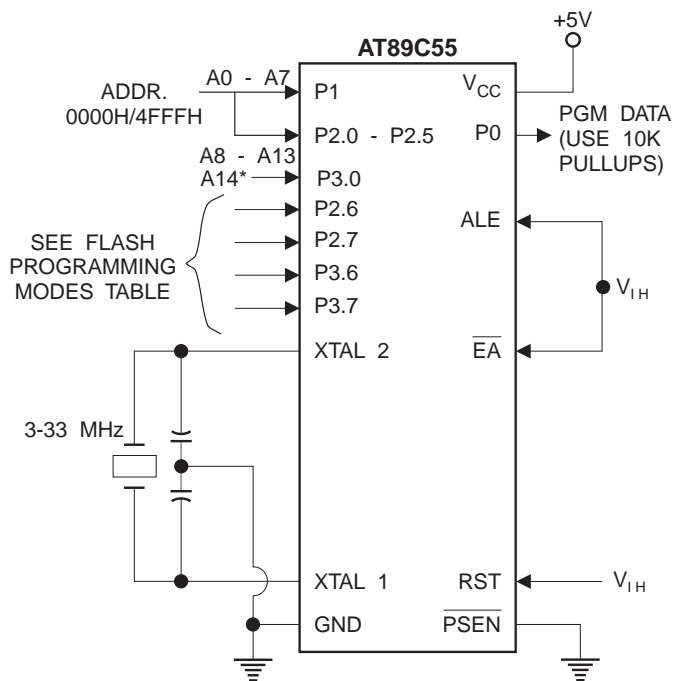 +5V
AT89C55
ADDR.
0000H/4FFFH
A0 - A7
P1
VCC
P2.0 - P2.5
P0
PGM DATA
(USE 10K
PULLUPS)
A8 - A13
A14*
P3.0
P2.6
ALE
SEE FLASH
PROGRAMMING
MODES TABLE
P2.7
P3.6
VIH
P3.7
XTAL 2
EA
3-33 MHz
XTAL 1
RST
VIH
GND
PSEN